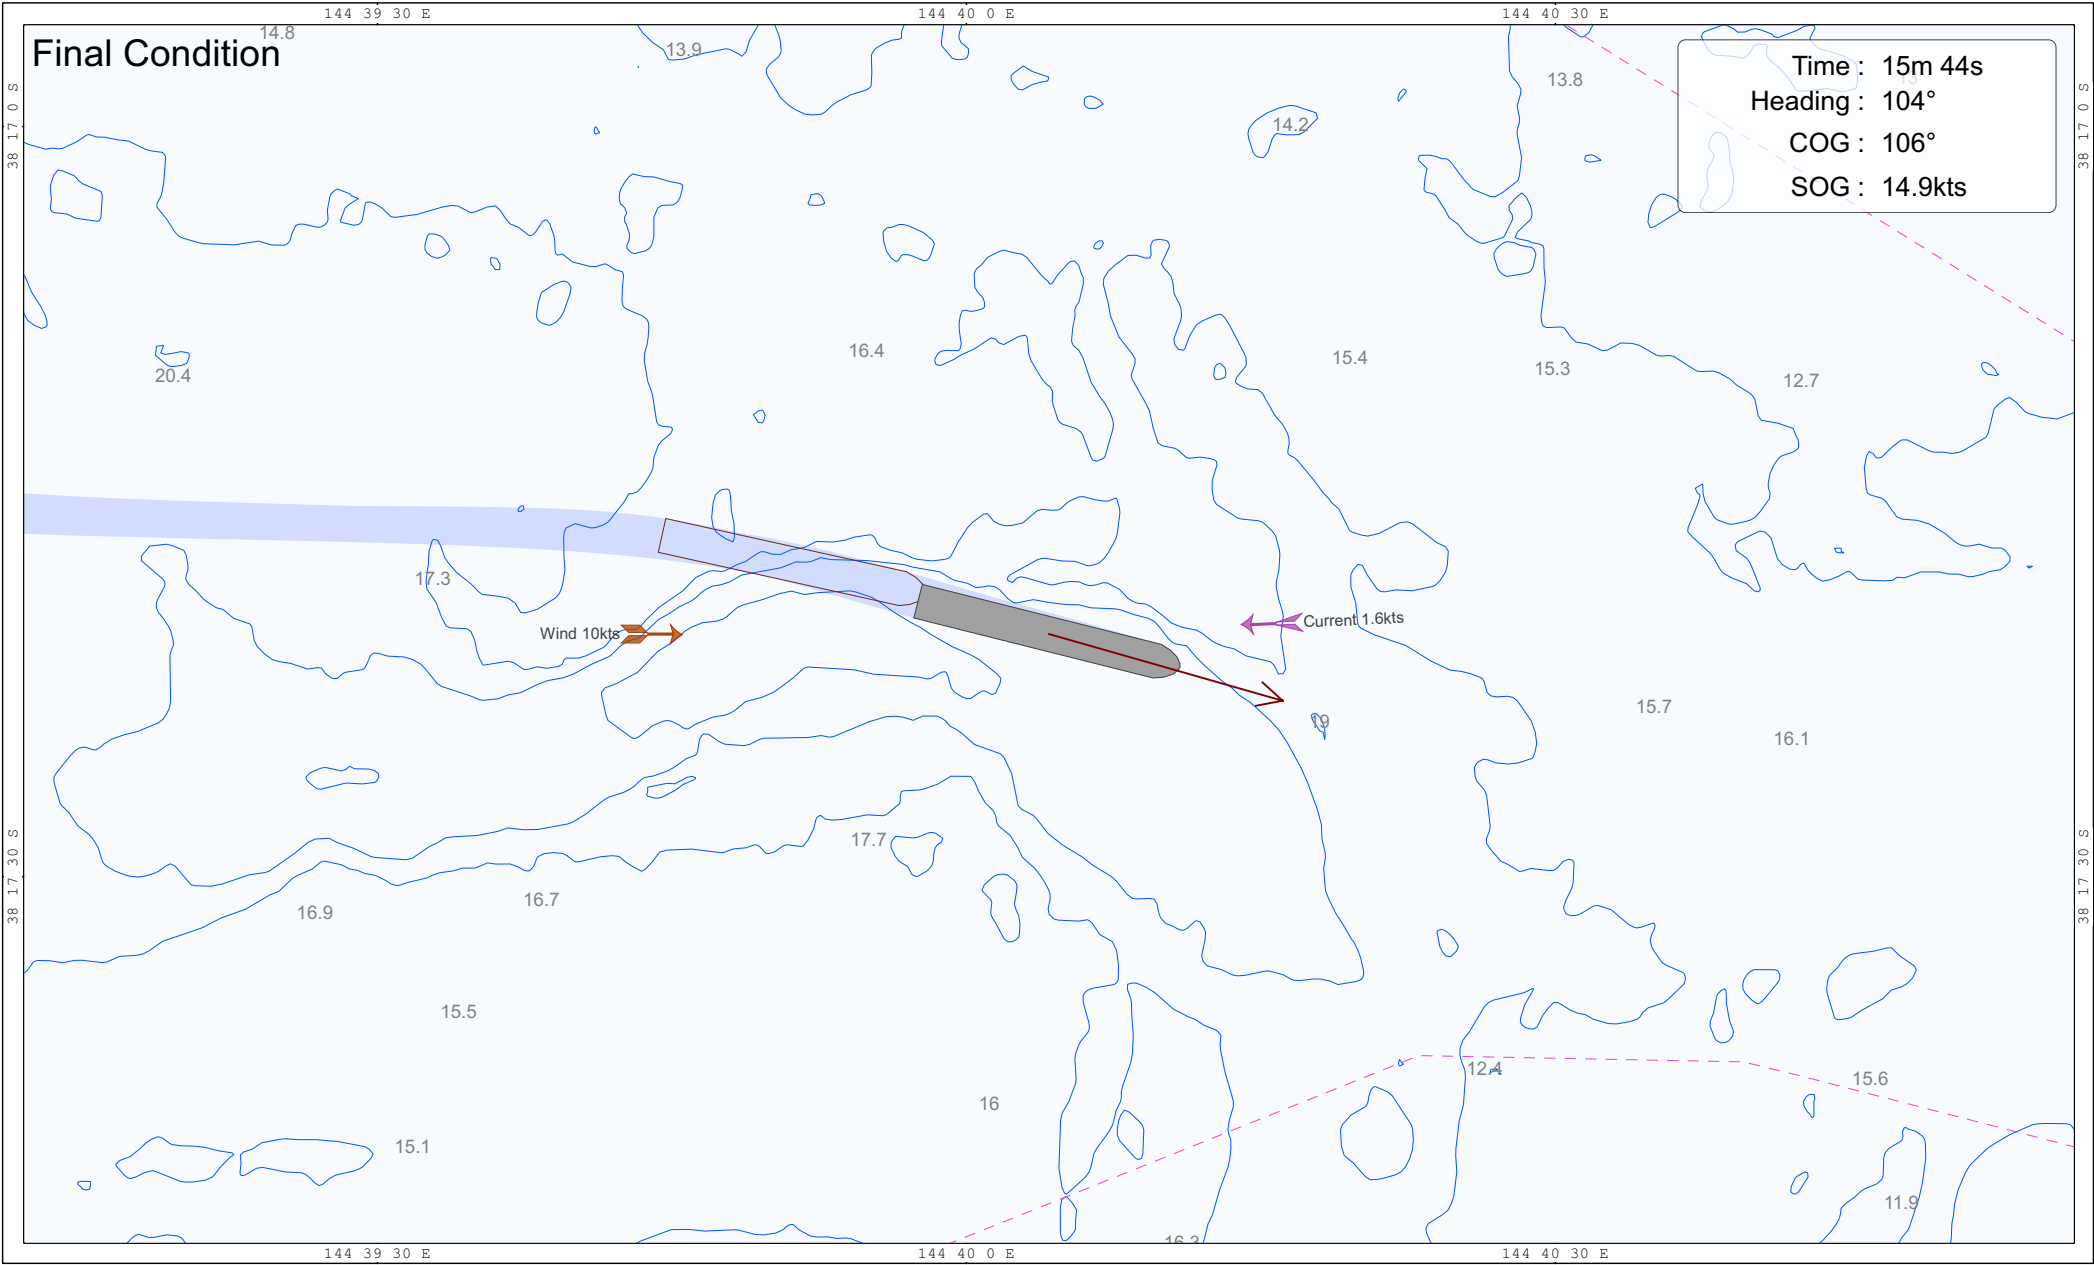 144 39 30 E
144 40 0 E
144 40 30 E
14.8
13.9
Final Condition
Time : 15m 44s
Heading : 104°
COG : 106°
SOG : 14.9kts
13.8
38 17 0 S
38 17 0 S
14.2
16.4
15.4
15.3
20.4
12.7
17.3
Wind 10kts
Current 1.6kts
15.7
19
16.1
17.7
38 17 30 S
38 17 30 S
16.7
16.9
15.5
12.4
15.6
16
15.1
11.9
16.3
144 39 30 E
144 40 0 E
144 40 30 E